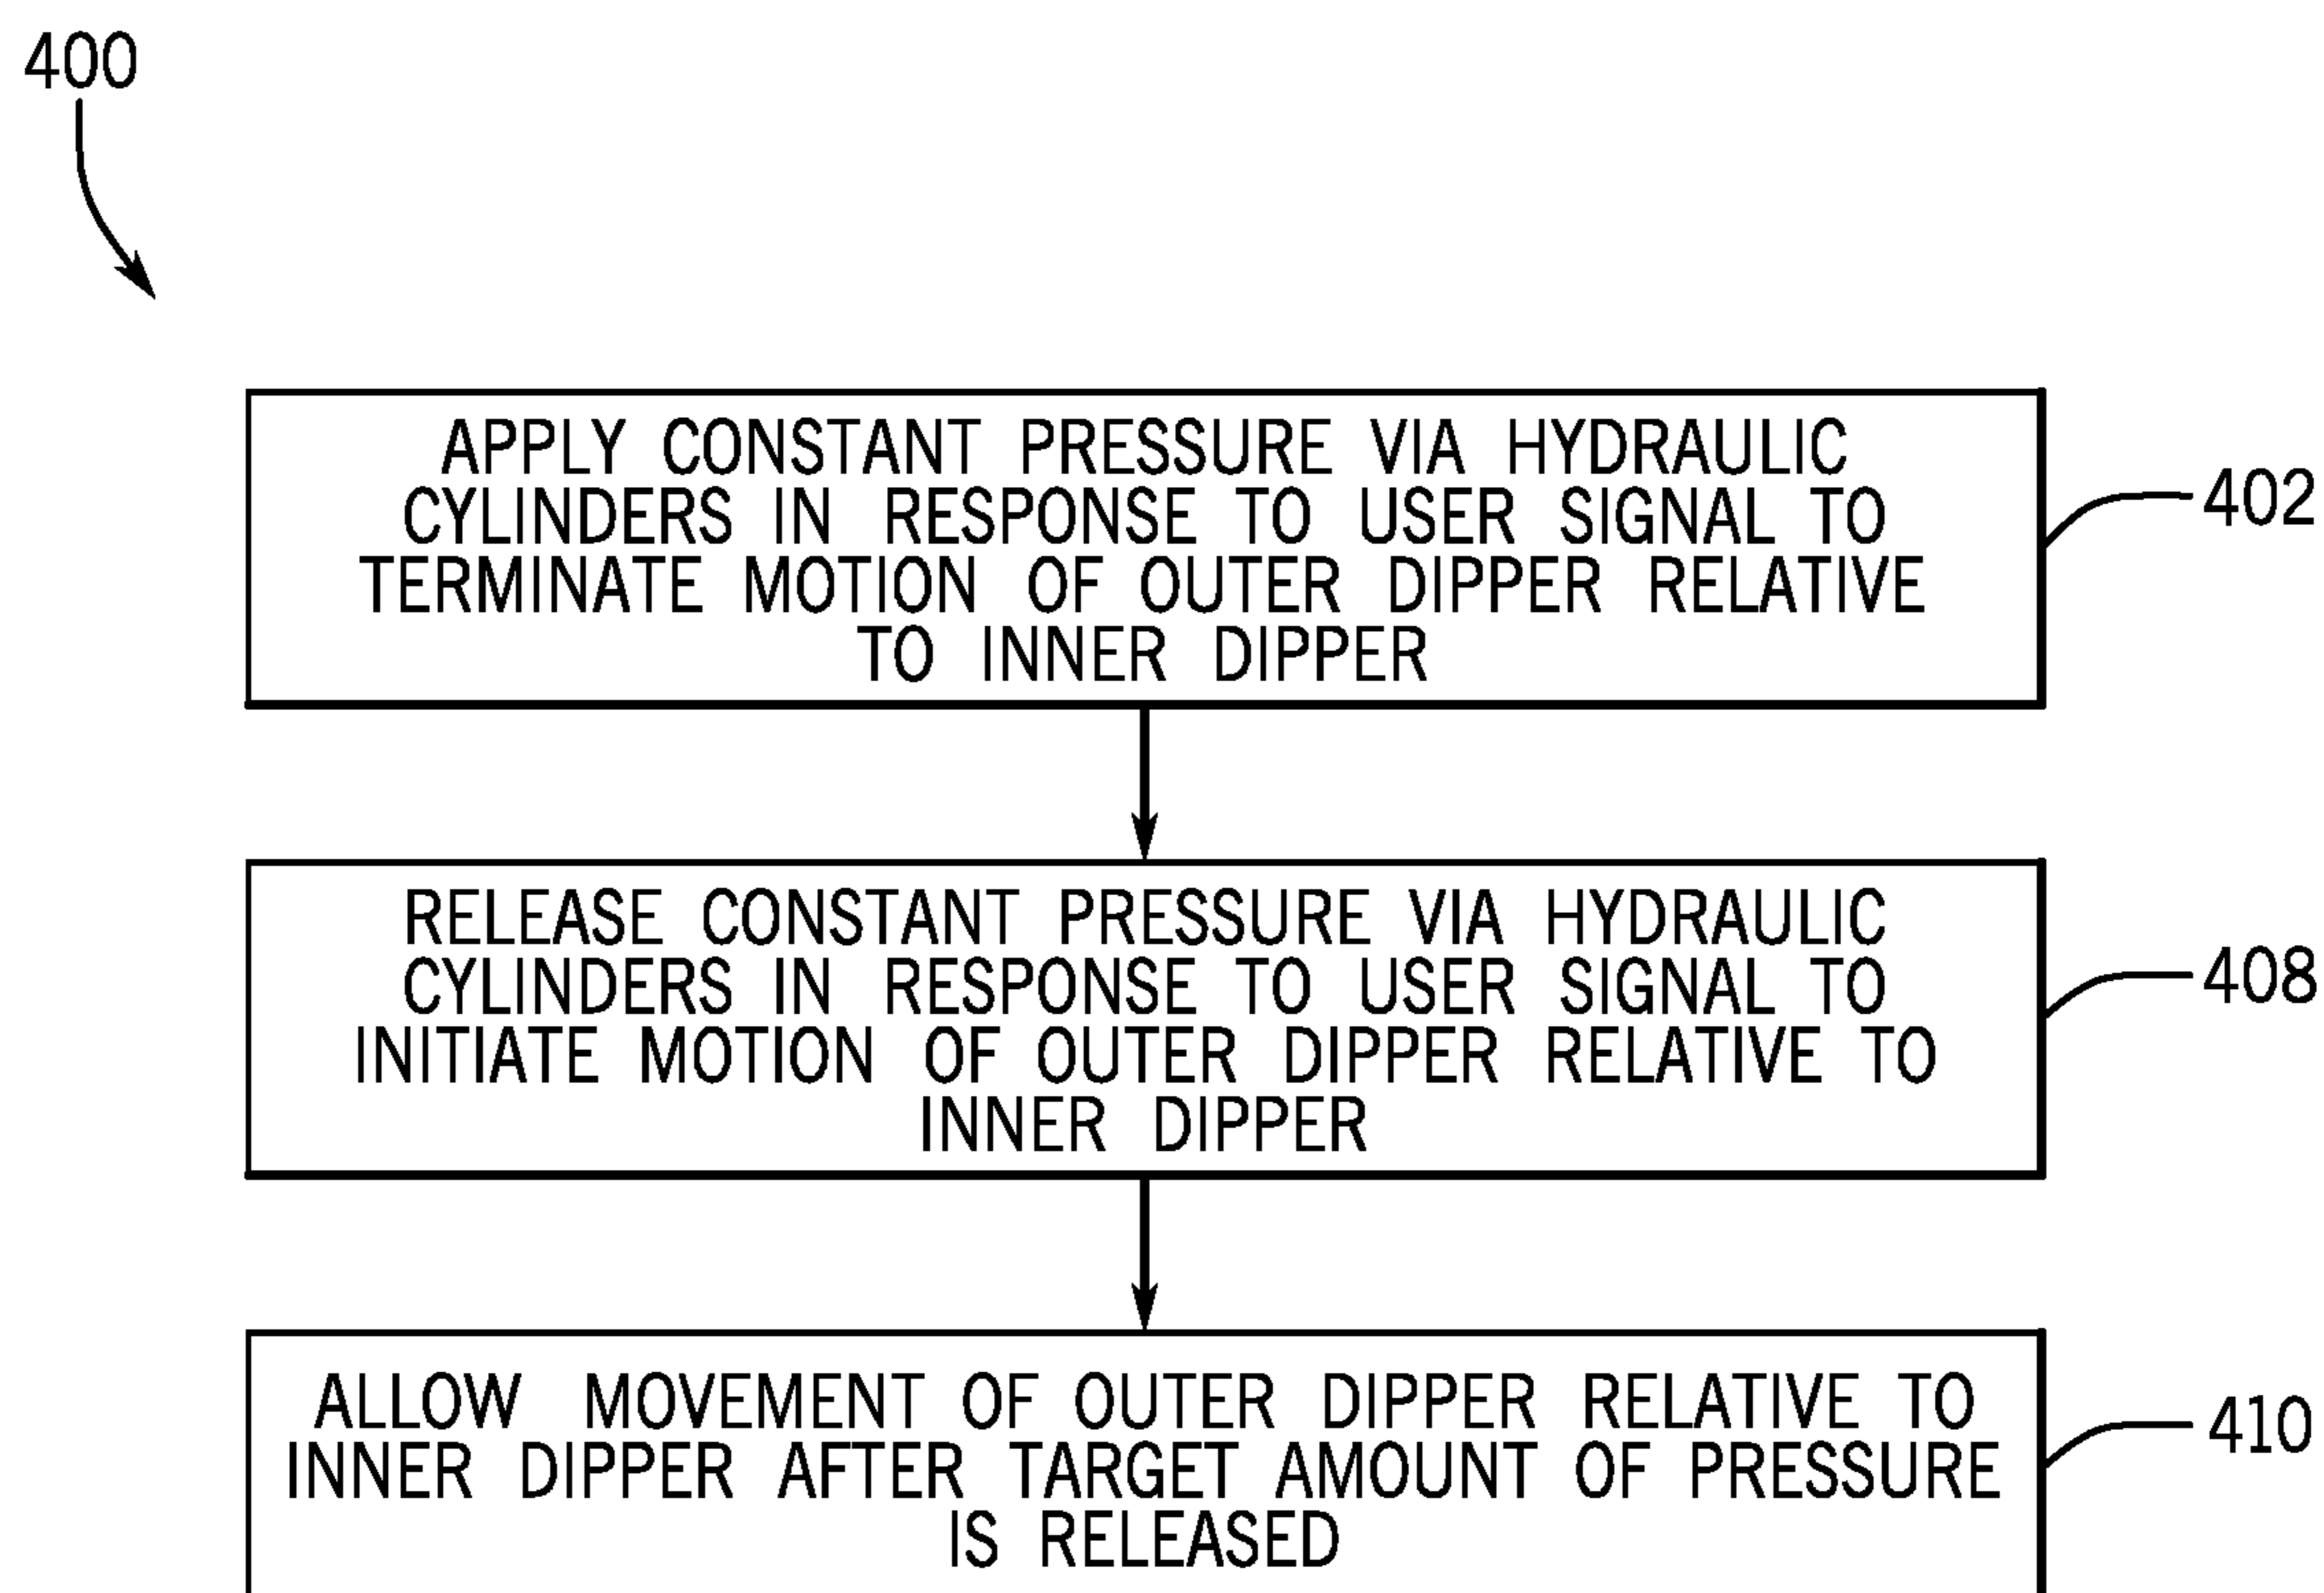 400
APPLY CONSTANT PRESSURE VIA HYDRAULIC
CYLINDERS IN RESPONSE TO USER SIGNAL TO
TERMINATE MOTION OF OUTER DIPPER RELATIVE
TO INNER DIPPER
402
RELEASE CONSTANT PRESSURE VIA HYDRAULIC
CYLINDERS IN RESPONSE TO USER SIGNAL TO
INITIATE MOTION OF OUTER DIPPER RELATIVE TO
INNER DIPPER
408
ALLOW MOVEMENT OF OUTER DIPPER RELATIVE TO
INNER DIPPER AFTER TARGET AMOUNT OF PRESSURE
IS RELEASED
410